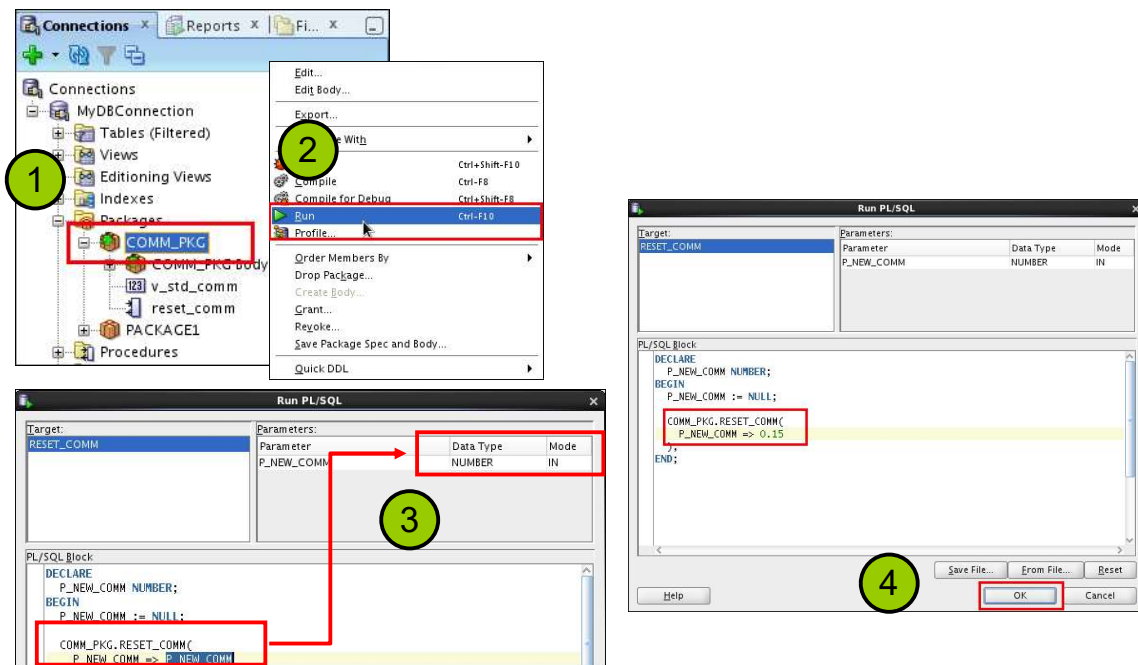 Connections x Reports x Fi... x
Connections
MyDBConnection
Tables (Filtered)
Views
Editioning Views
Indexes
Packages
COMM_PKG
COMM_PKG Body
v_std_comm
reset_comm
PACKAGE1
Procedures
1
Edit...
Edit Body...
Export...
With
2
Ctrl+Shift-F10
Compile Ctrl-F8
Compile for Debug Ctrl+Shift-F8
Run Ctrl-F10
Profile...
Order Members By
Drop Package...
Create Body...
Grant...
Revoke...
Save Package Spec and Body...
Quick DDL
Run PL/SQL x
Target: Parameters:
RESET_COMM Parameter Data Type Mode
P_NEW_COMM NUMBER IN
3
PL/SQL Block
DECLARE
P_NEW_COMM NUMBER;
BEGIN
P_NEW_COMM := NULL;
COMM_PKG.RESET_COMM(
P_NEW_COMM => P_NEW_COMM
Run PL/SQL x
Target: Parameters:
RESET_COMM Parameter Data Type Mode
P_NEW_COMM NUMBER IN
PL/SQL Block
DECLARE
P_NEW_COMM NUMBER;
BEGIN
P_NEW_COMM := NULL;
COMM_PKG.RESET_COMM(
P_NEW_COMM => 0.15
);
END;
4
Save File... From File... Reset
Help OK Cancel